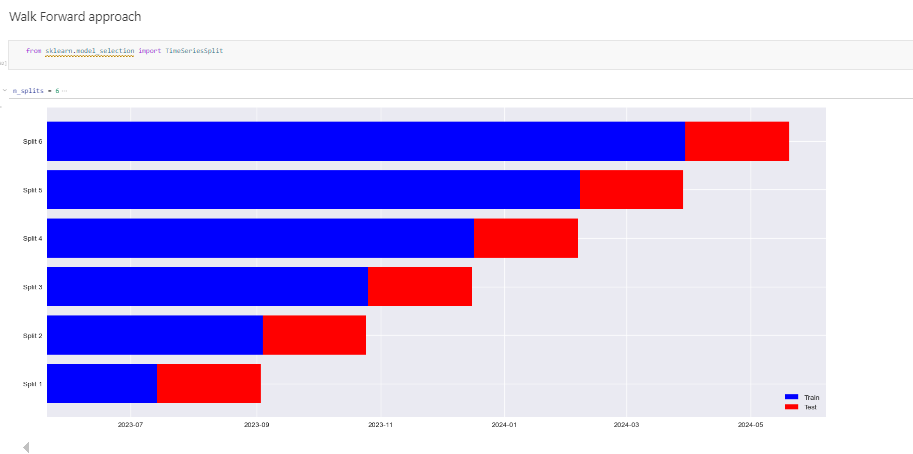 Walk Forward approach
from sklearn.model_selection import TimeSeriesSplit
n_splits = 6
Split 6
Split 5
Split 4
Split 3
Split 2
Split 1
Train
Test
2023-07 2023-09 2023-11 2024-01 2024-03 2024-05